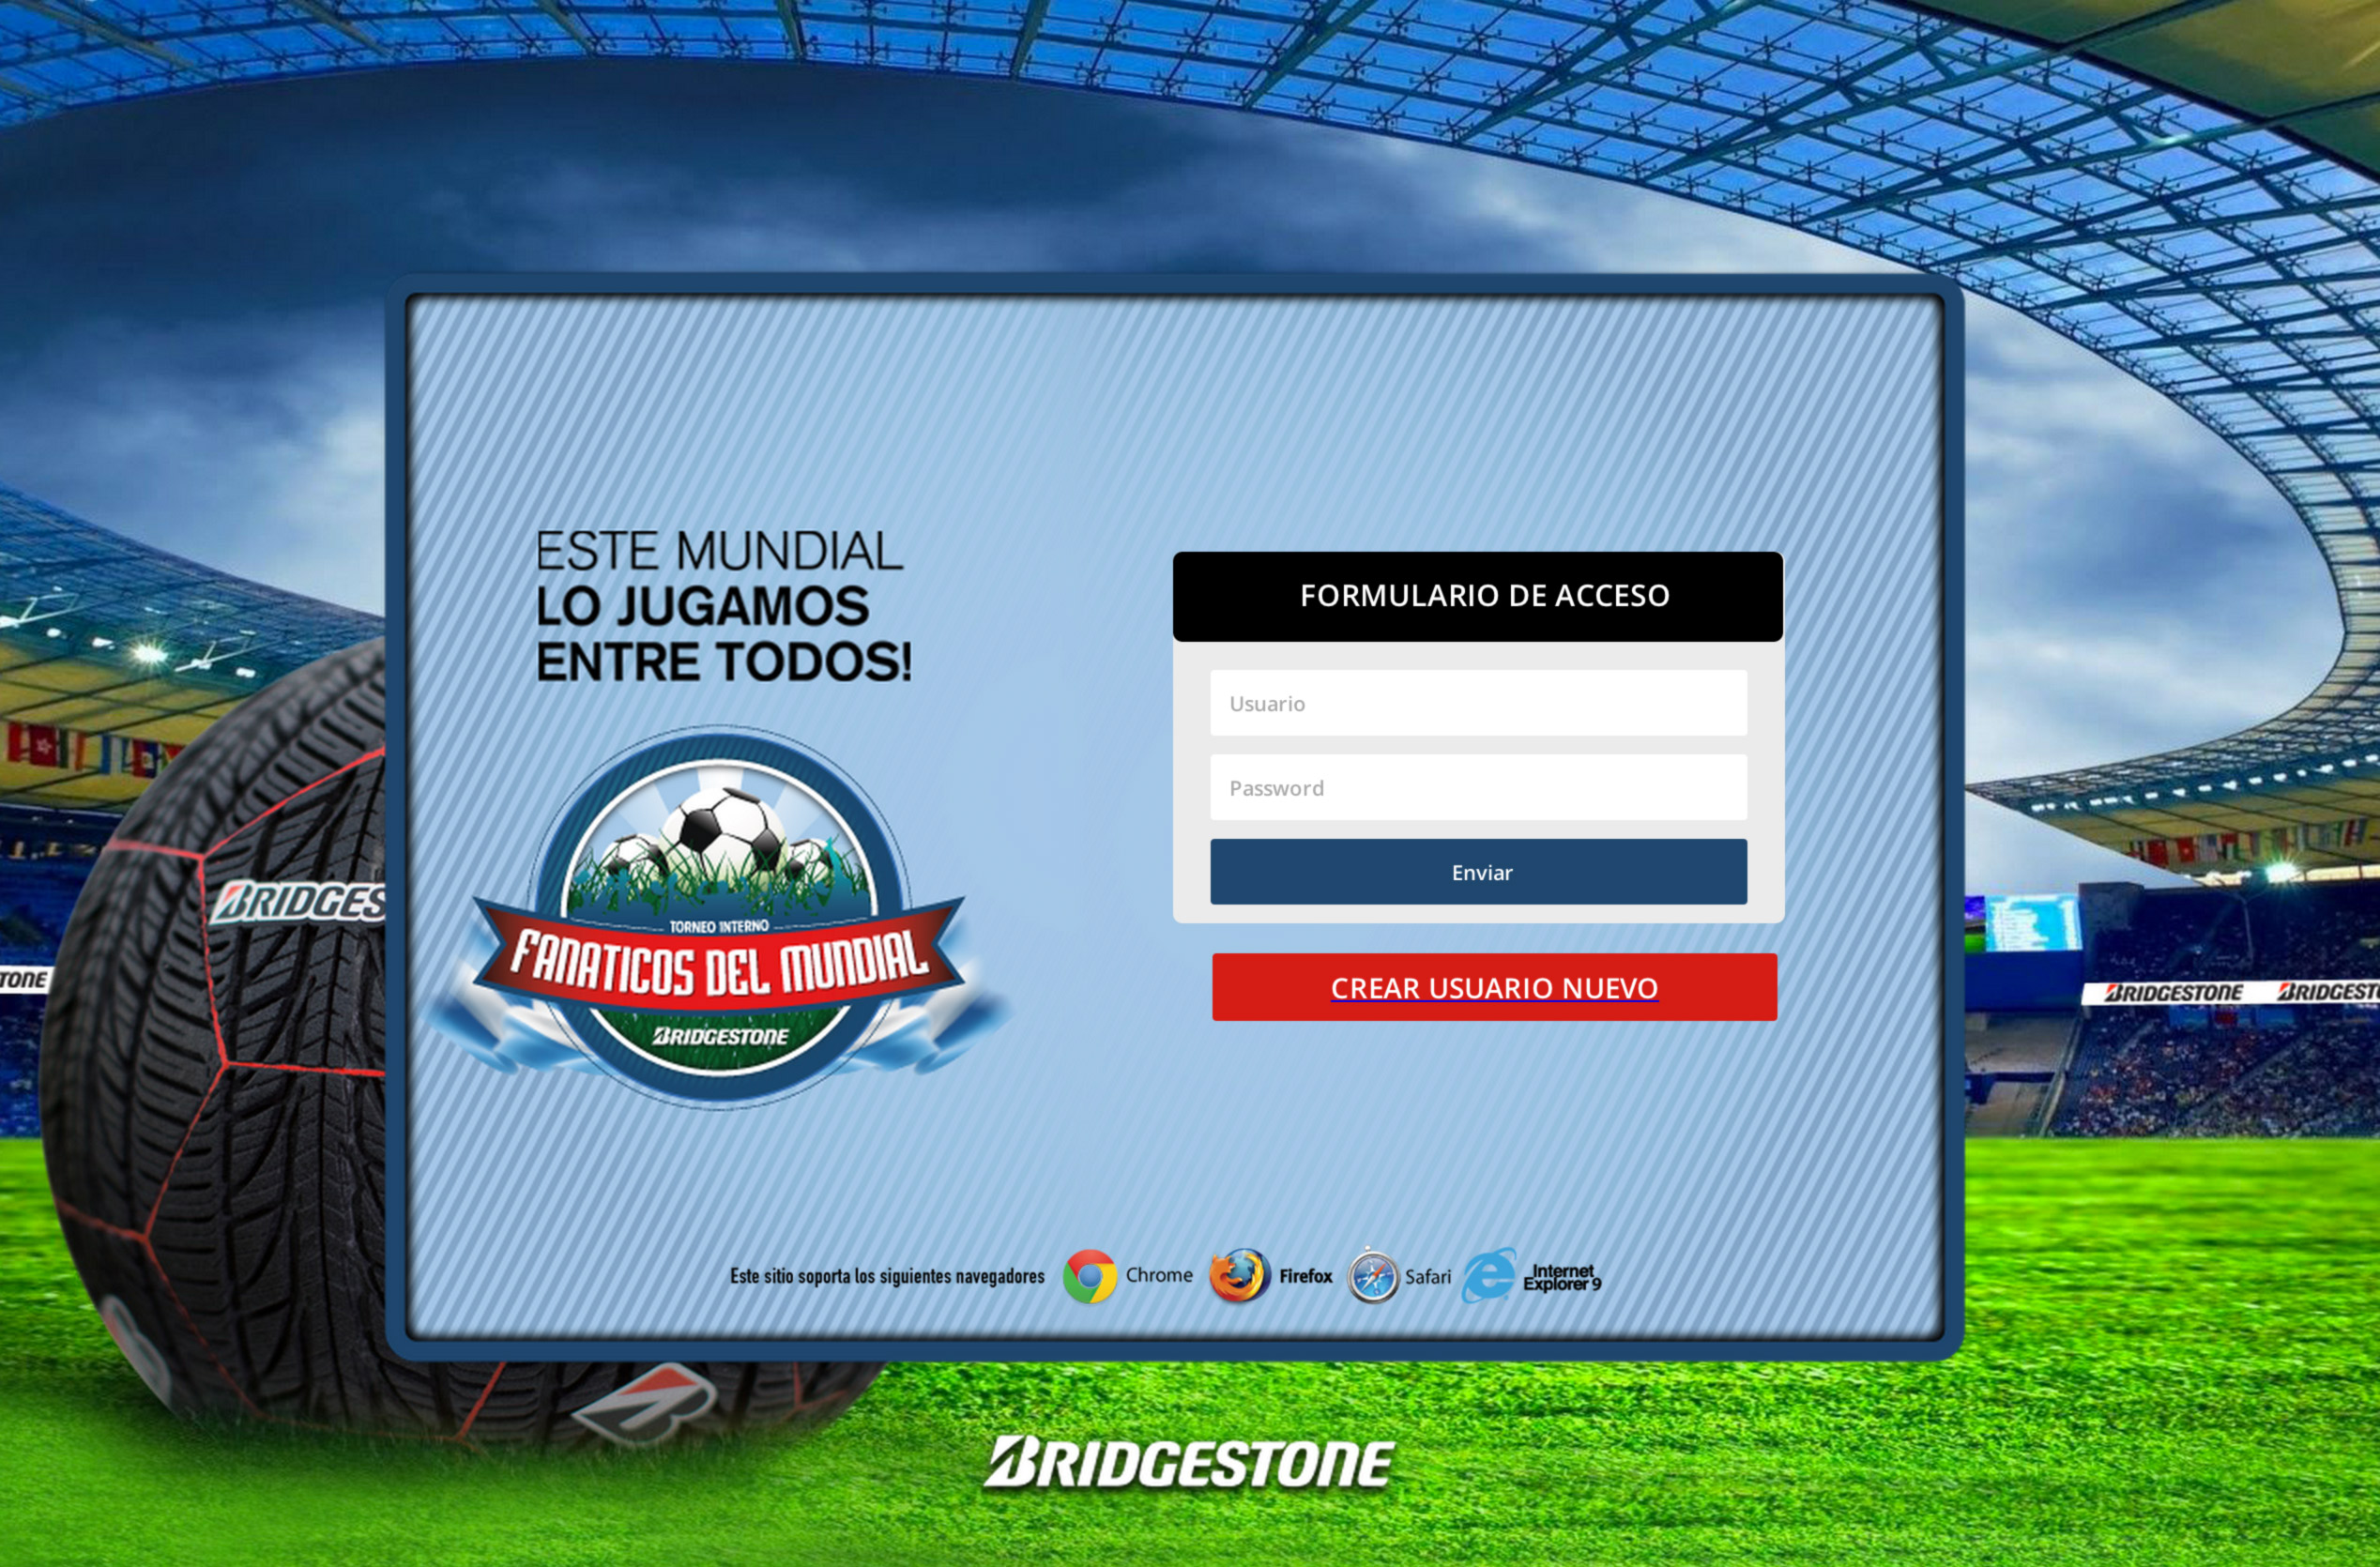 ESTE MUNDIAL
LO JUGAMOS
ENTRE TODOS!
FORMULARIO DE ACCESO
Usuario
Password
Enviar
CREAR USUARIO NUEVO
TORNEO INTERNO
FANATICOS DEL MUNDIAL
BRIDGESTONE
BRIDGES
TONE
BRIDGESTONE BRIDGEST
Este sitio soporta los siguientes navegadores Chrome Firefox Safari Internet Explorer 9
BRIDGESTONE